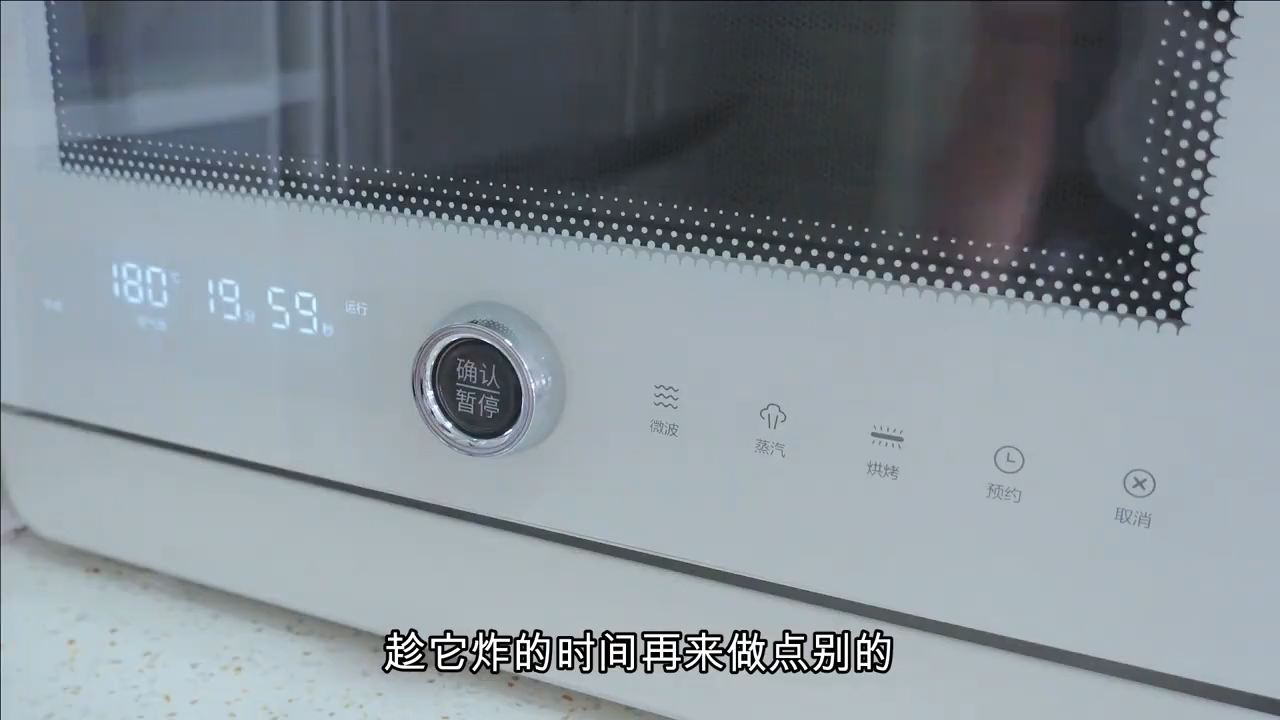 180℃ 19分 59秒 运行
确认
暂停
微波
蒸汽
烘烤
预约
取消
趁它炸的时间再来做点别的